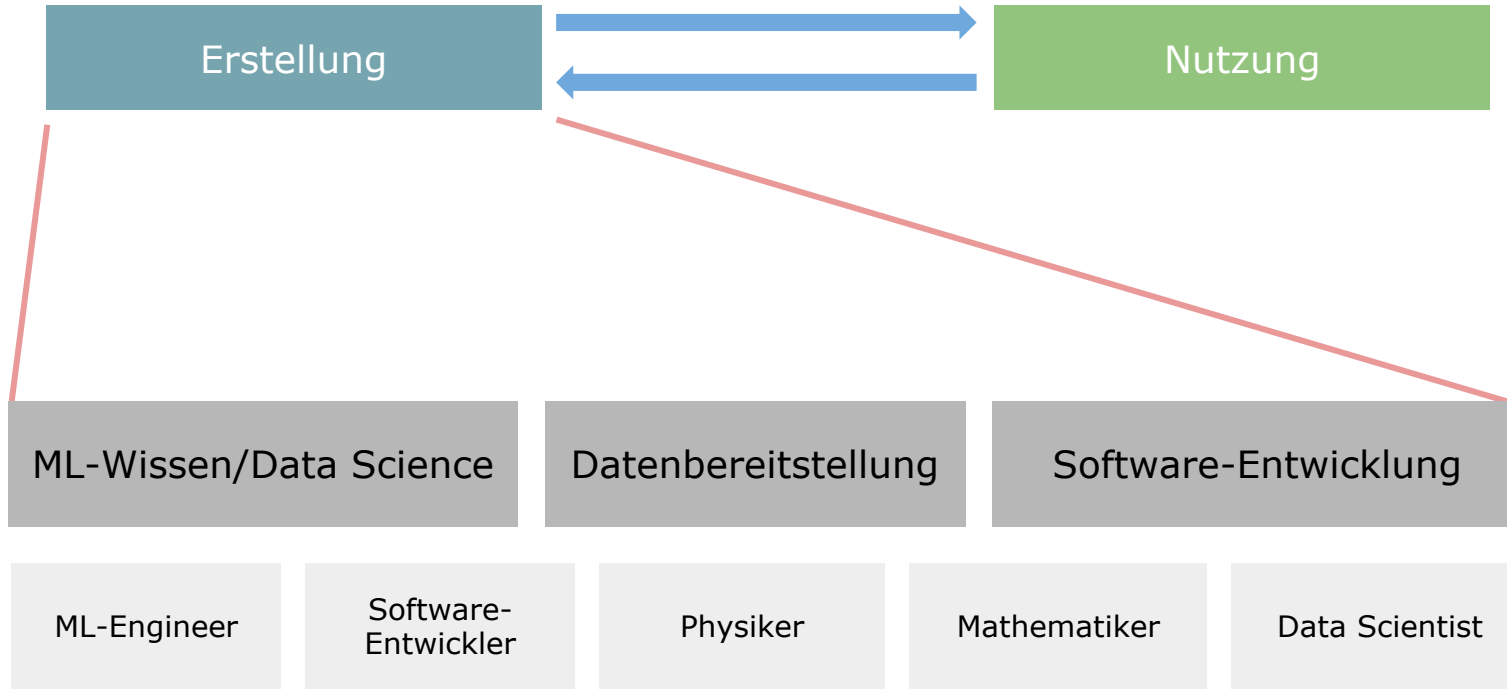 Erstellung
Nutzung
ML-Wissen/Data Science
Datenbereitstellung
Software-Entwicklung
ML-Engineer
Software-
Entwickler
Physiker
Mathematiker
Data Scientist